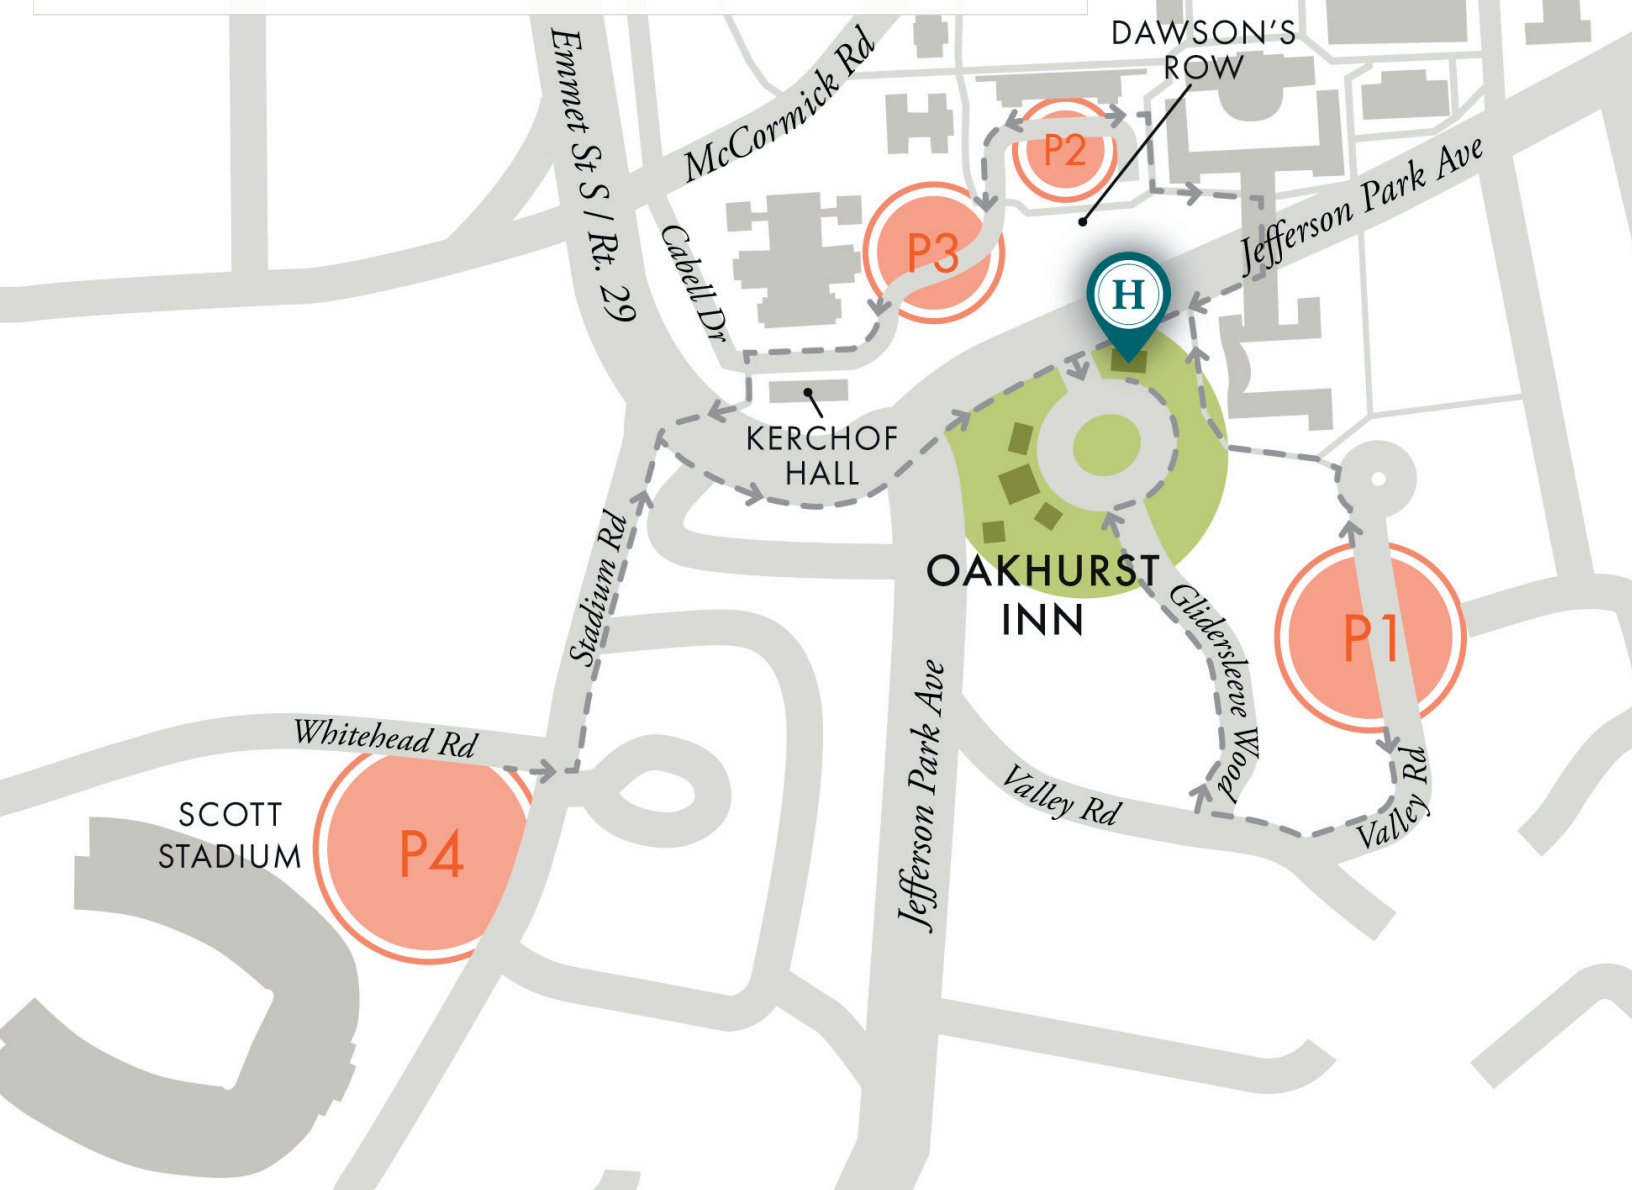 DAWSON'S
ROW
Emmet St S / Rt. 29
McCormick Rd
P2
Jefferson Park Ave
P3
Cabell Dr
H
KERCHOF
HALL
Stadium Rd
OAKHURST
INN
Glidersleeve Wood
P1
Whitehead Rd
Jefferson Park Ave
Valley Rd
Valley Rd
SCOTT
STADIUM
P4